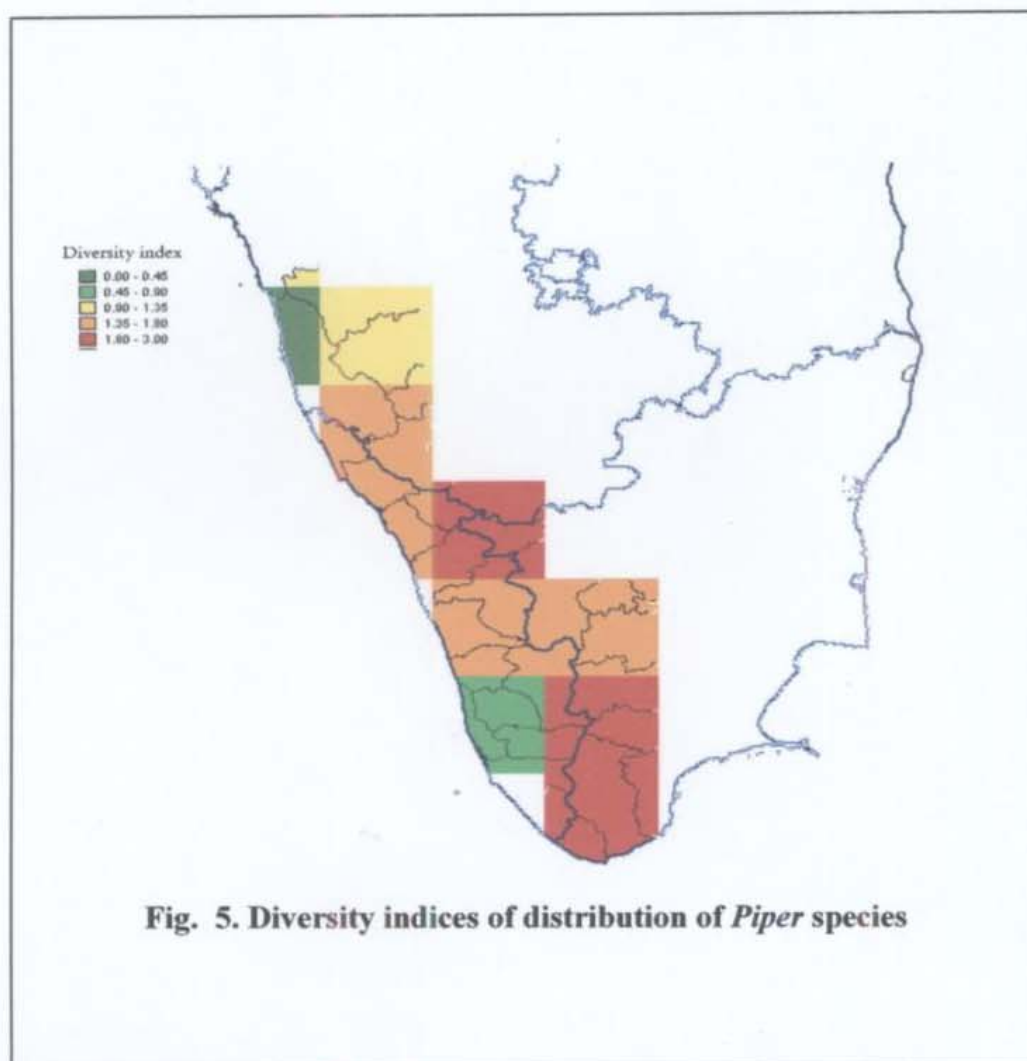 Diversity index
0.00 - 0.45
0.45 - 0.90
0.90 - 1.35
1.35 - 1.80
1.80 - 3.00
Fig. 5. Diversity indices of distribution of Piper species